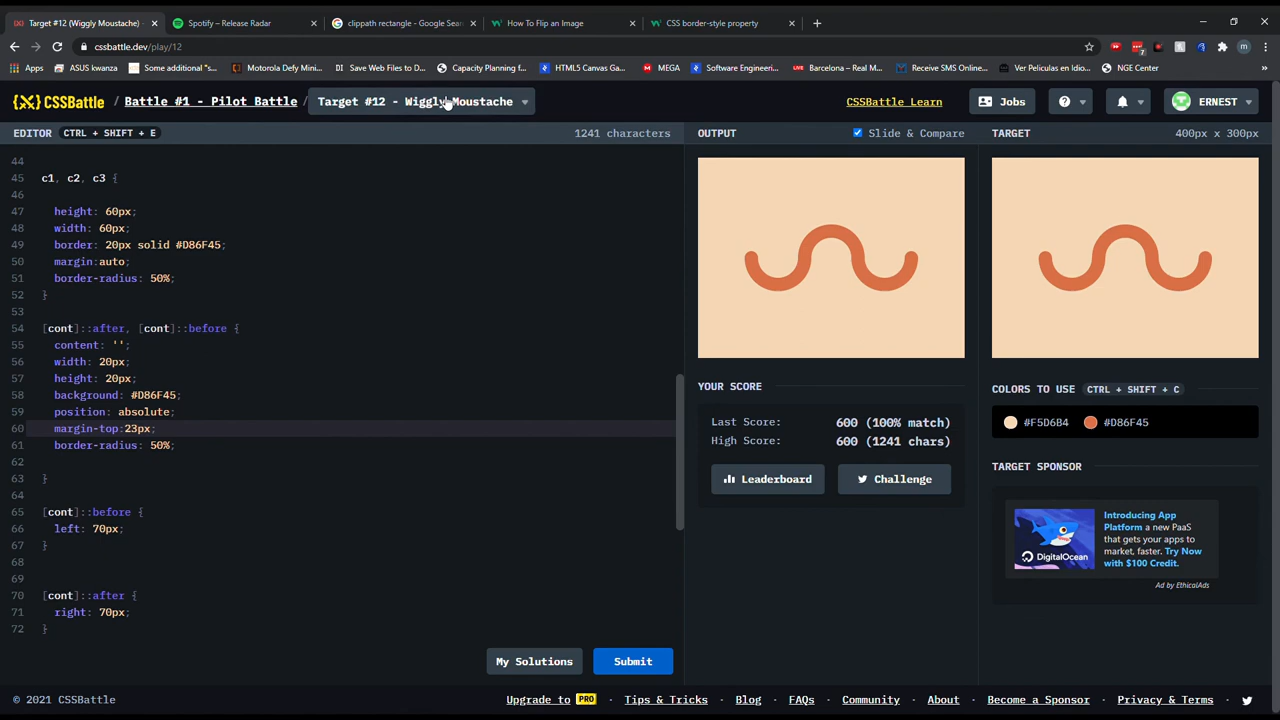 Target #12 (Wiggly Moustache)
Spotify – Release Radar
clippath rectangle - Google Sear
How To Flip an Image
CSS border-style property
cssbattle.dev/play/12
Apps
ASUS kwanza
Some additional "s...
Motorola Defy Mini...
Save Web Files to D...
Capacity Planning f...
HTML5 Canvas Ga...
MEGA
Software Engineeri...
LIVE Barcelona – Real M...
Receive SMS Online...
Ver Peliculas en Idio...
NGE Center
CSSBattle / Battle #1 - Pilot Battle / Target #12 - Wiggly Moustache
CSSBattle Learn
Jobs
ERNEST
EDITOR CTRL + SHIFT + E 1241 characters
OUTPUT Slide & Compare
TARGET 400px x 300px
44
45 c1, c2, c3 {
46
47 height: 60px;
48 width: 60px;
49 border: 20px solid #D86F45;
50 margin:auto;
51 border-radius: 50%;
52 }
53
54 [cont]::after, [cont]::before {
55 content: '';
56 width: 20px;
57 height: 20px;
58 background: #D86F45;
59 position: absolute;
60 margin-top:23px;
61 border-radius: 50%;
62
63 }
64
65 [cont]::before {
66 left: 70px;
67 }
68
69
70 [cont]::after {
71 right: 70px;
72 }
My Solutions
Submit
YOUR SCORE
Last Score: 600 (100% match)
High Score: 600 (1241 chars)
Leaderboard
Challenge
COLORS TO USE CTRL + SHIFT + C
#F5D6B4 #D86F45
TARGET SPONSOR
DigitalOcean
Introducing App
Platform a new PaaS
that gets your apps to
market, faster. Try Now
with $100 Credit.
Ad by EthicalAds
© 2021 CSSBattle
Upgrade to PRO
Tips & Tricks
Blog
FAQs
Community
About
Become a Sponsor
Privacy & Terms